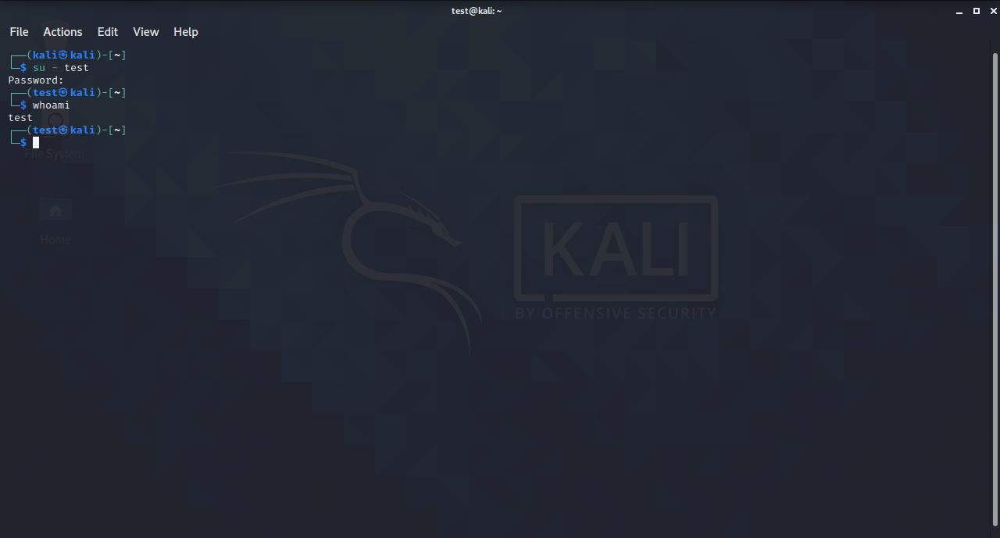 test@kali: ~
File Actions Edit View Help
┌──(kali㉿kali)-[~]
└─$ su - test
Password:
┌──(test㉿kali)-[~]
└─$ whoami
test
┌──(test㉿kali)-[~]
└─$
File System
Home
KALI
BY OFFENSIVE SECURITY